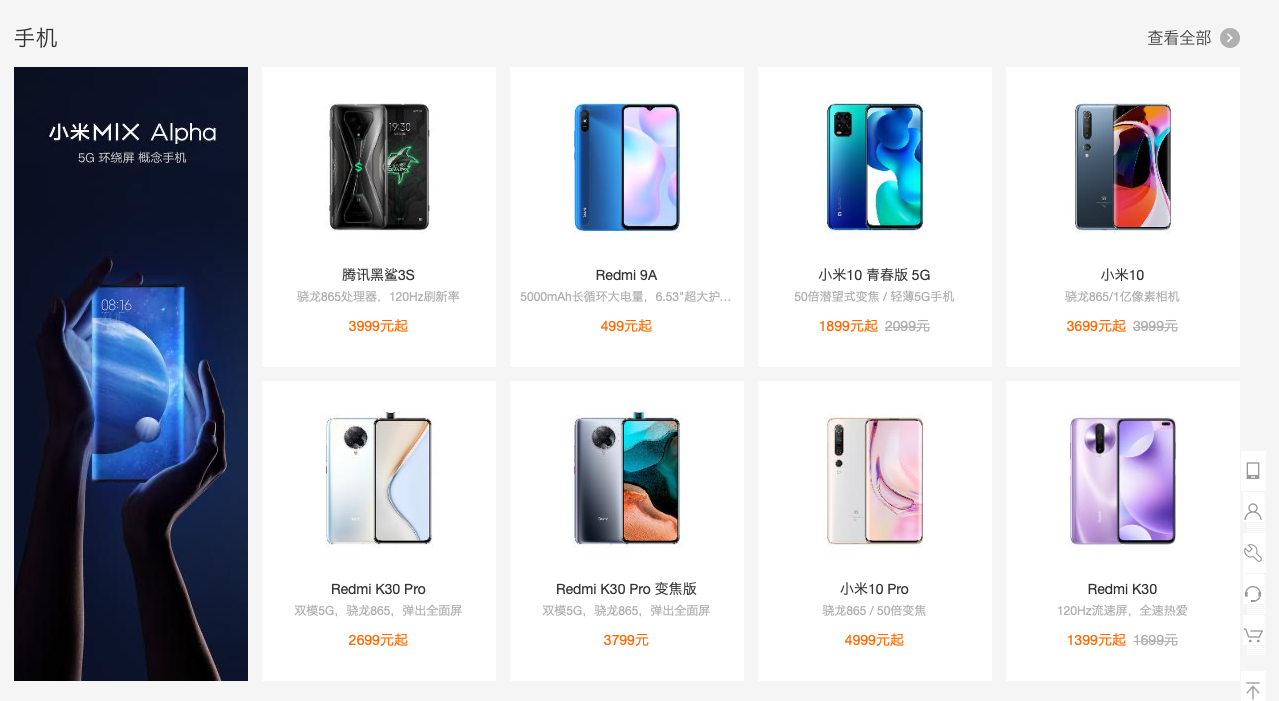 手机
查看全部
小米MIX Alpha
5G 环绕屏 概念手机
08:16
19:30
腾讯黑鲨3S
骁龙865处理器，120Hz刷新率
3999元起
Redmi 9A
5000mAh长循环大电量，6.53"超大护...
499元起
小米10 青春版 5G
50倍潜望式变焦 / 轻薄5G手机
1899元起 2099元
小米10
骁龙865/1亿像素相机
3699元起 3999元
Redmi K30 Pro
双模5G，骁龙865，弹出全面屏
2699元起
Redmi K30 Pro 变焦版
双模5G，骁龙865，弹出全面屏
3799元
小米10 Pro
骁龙865 / 50倍变焦
4999元起
Redmi K30
120Hz流速屏，全速热爱
1399元起 1699元